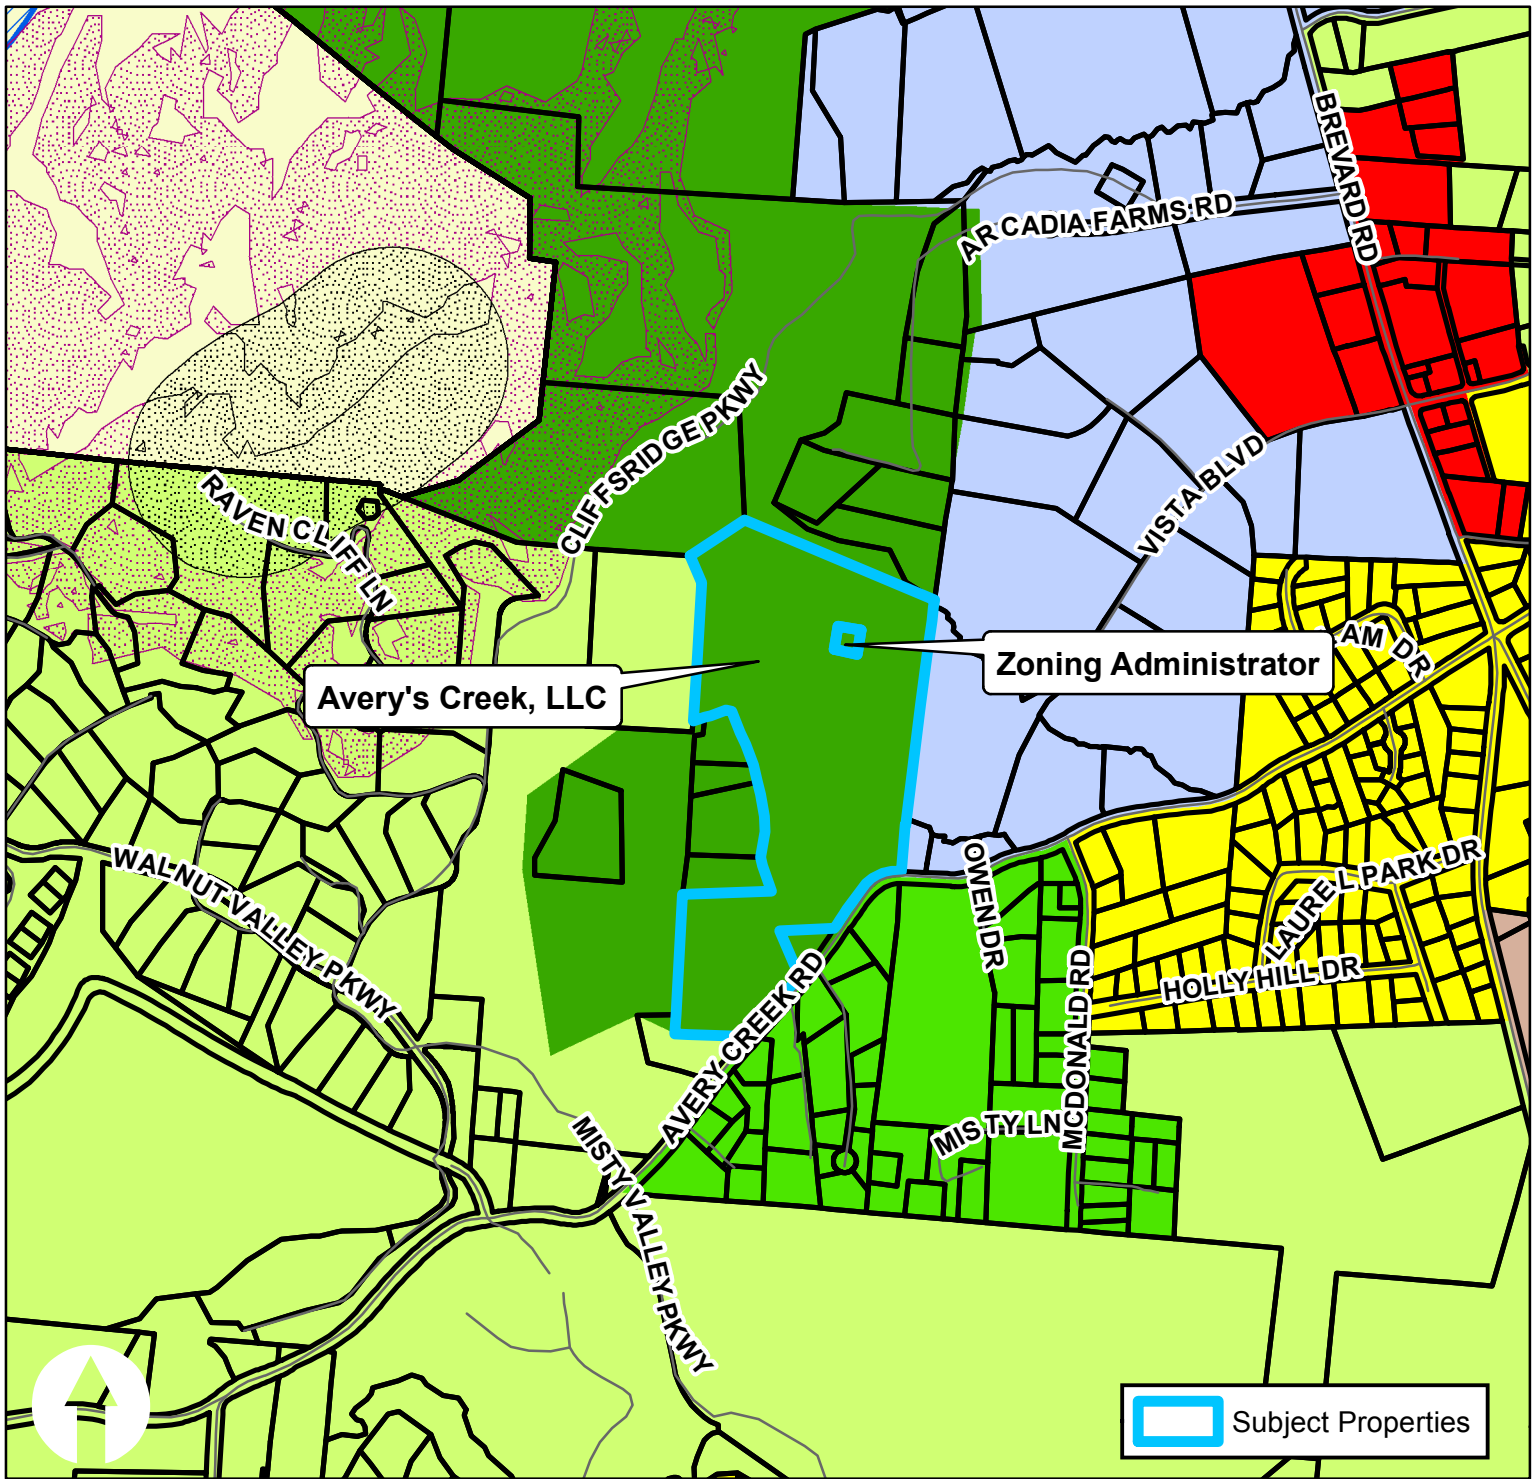 BREVARD RD
ARCADIA FARMS RD
CLIFFSRIDGE PKWY
VISTA BLVD
RAVEN CLIFF LN
AM DR
Zoning Administrator
Avery's Creek, LLC
WALNUT VALLEY PKWY
OWEN DR
LAUREL PARK DR
HOLLY HILL DR
AVERY CREEK RD
MCDONALD RD
MISTY LN
MISTY VALLEY PKWY
Subject Properties